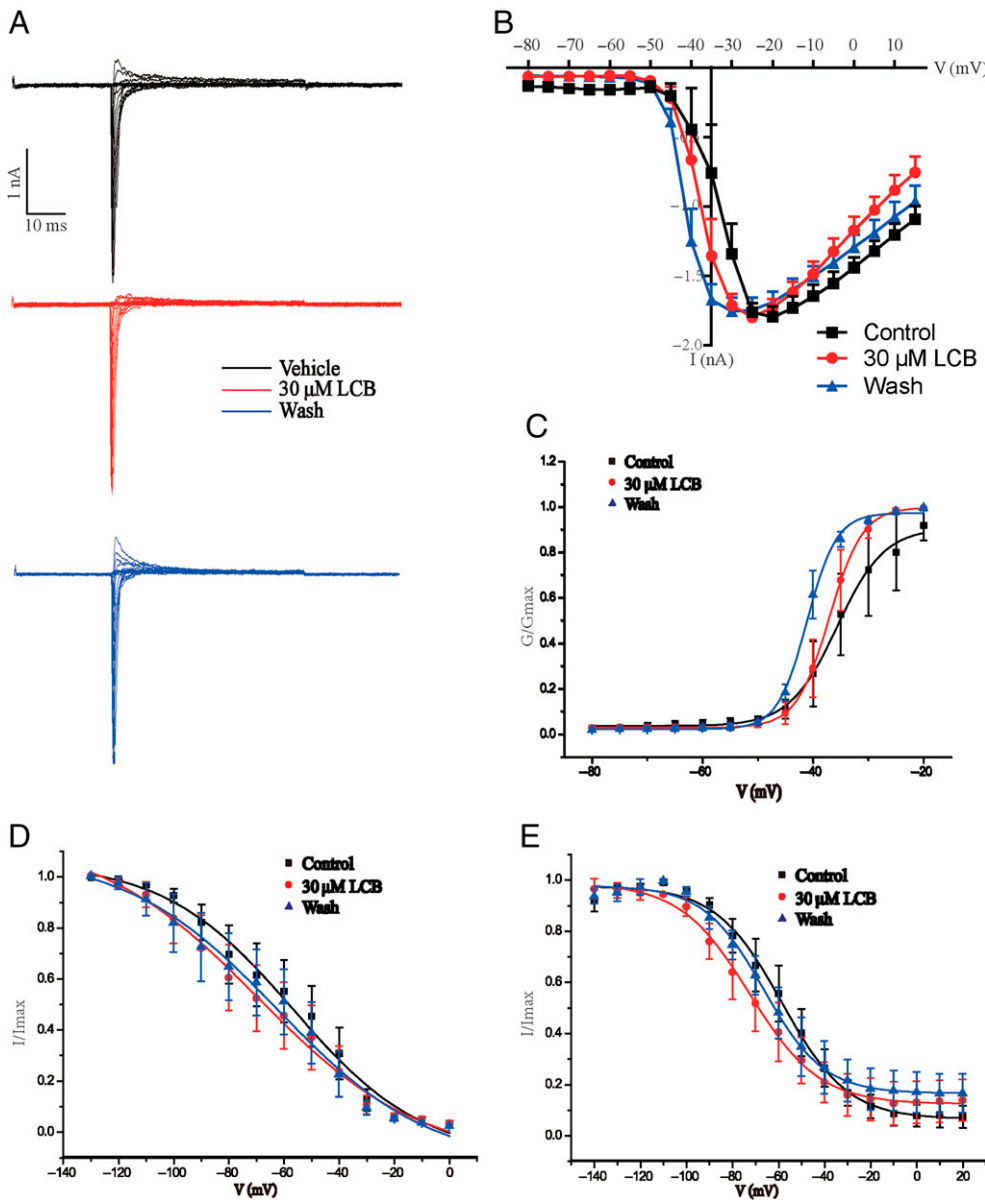 A
1 nA
10 ms
Vehicle
30 µM LCB
Wash
B
−80 −70 −60 −50 −40 −30 −20 0 10
V (mV)
−1.0
−1.5
−2.0
I (nA)
Control
30 µM LCB
Wash
C
Control
30 µM LCB
Wash
1.2
1.0
0.8
0.6
0.4
0.2
0.0
G/Gmax
−80 −60 −40 −20
V (mV)
D
Control
30 µM LCB
Wash
1.0
0.8
0.6
0.4
0.2
0.0
I/Imax
−140 −120 −100 −80 −60 −40 −20 0
V (mV)
E
Control
30 µM LCB
Wash
1.0
0.8
0.6
0.4
0.2
0.0
I/Imax
−140 −120 −100 −80 −60 −40 −20 0 20
V (mV)